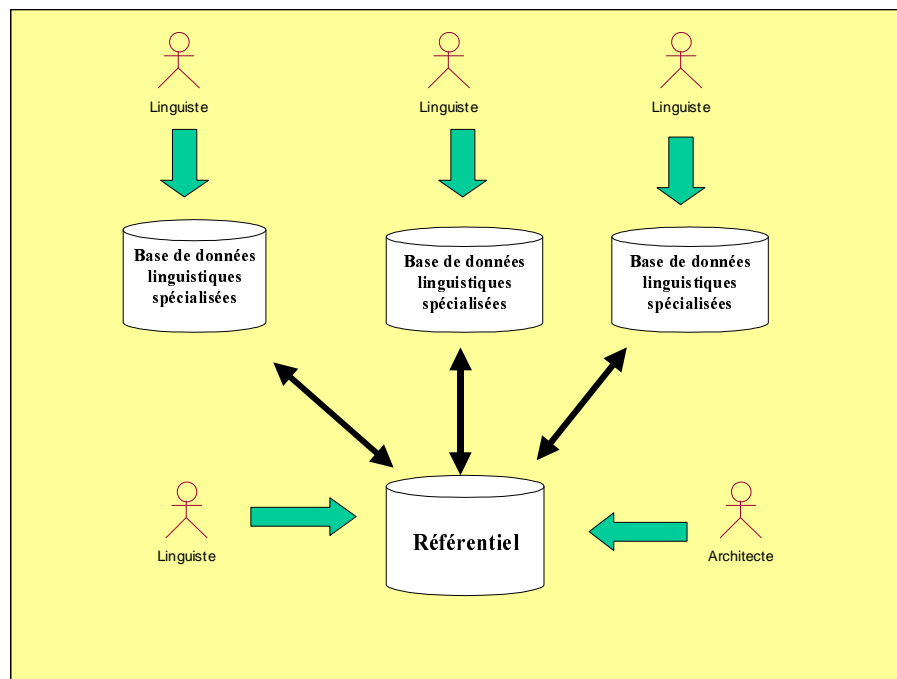 Linguiste
Linguiste
Linguiste
Base de données
linguistiques
spécialisées
Base de données
linguistiques
spécialisées
Base de données
linguistiques
spécialisées
Linguiste
Référentiel
Architecte